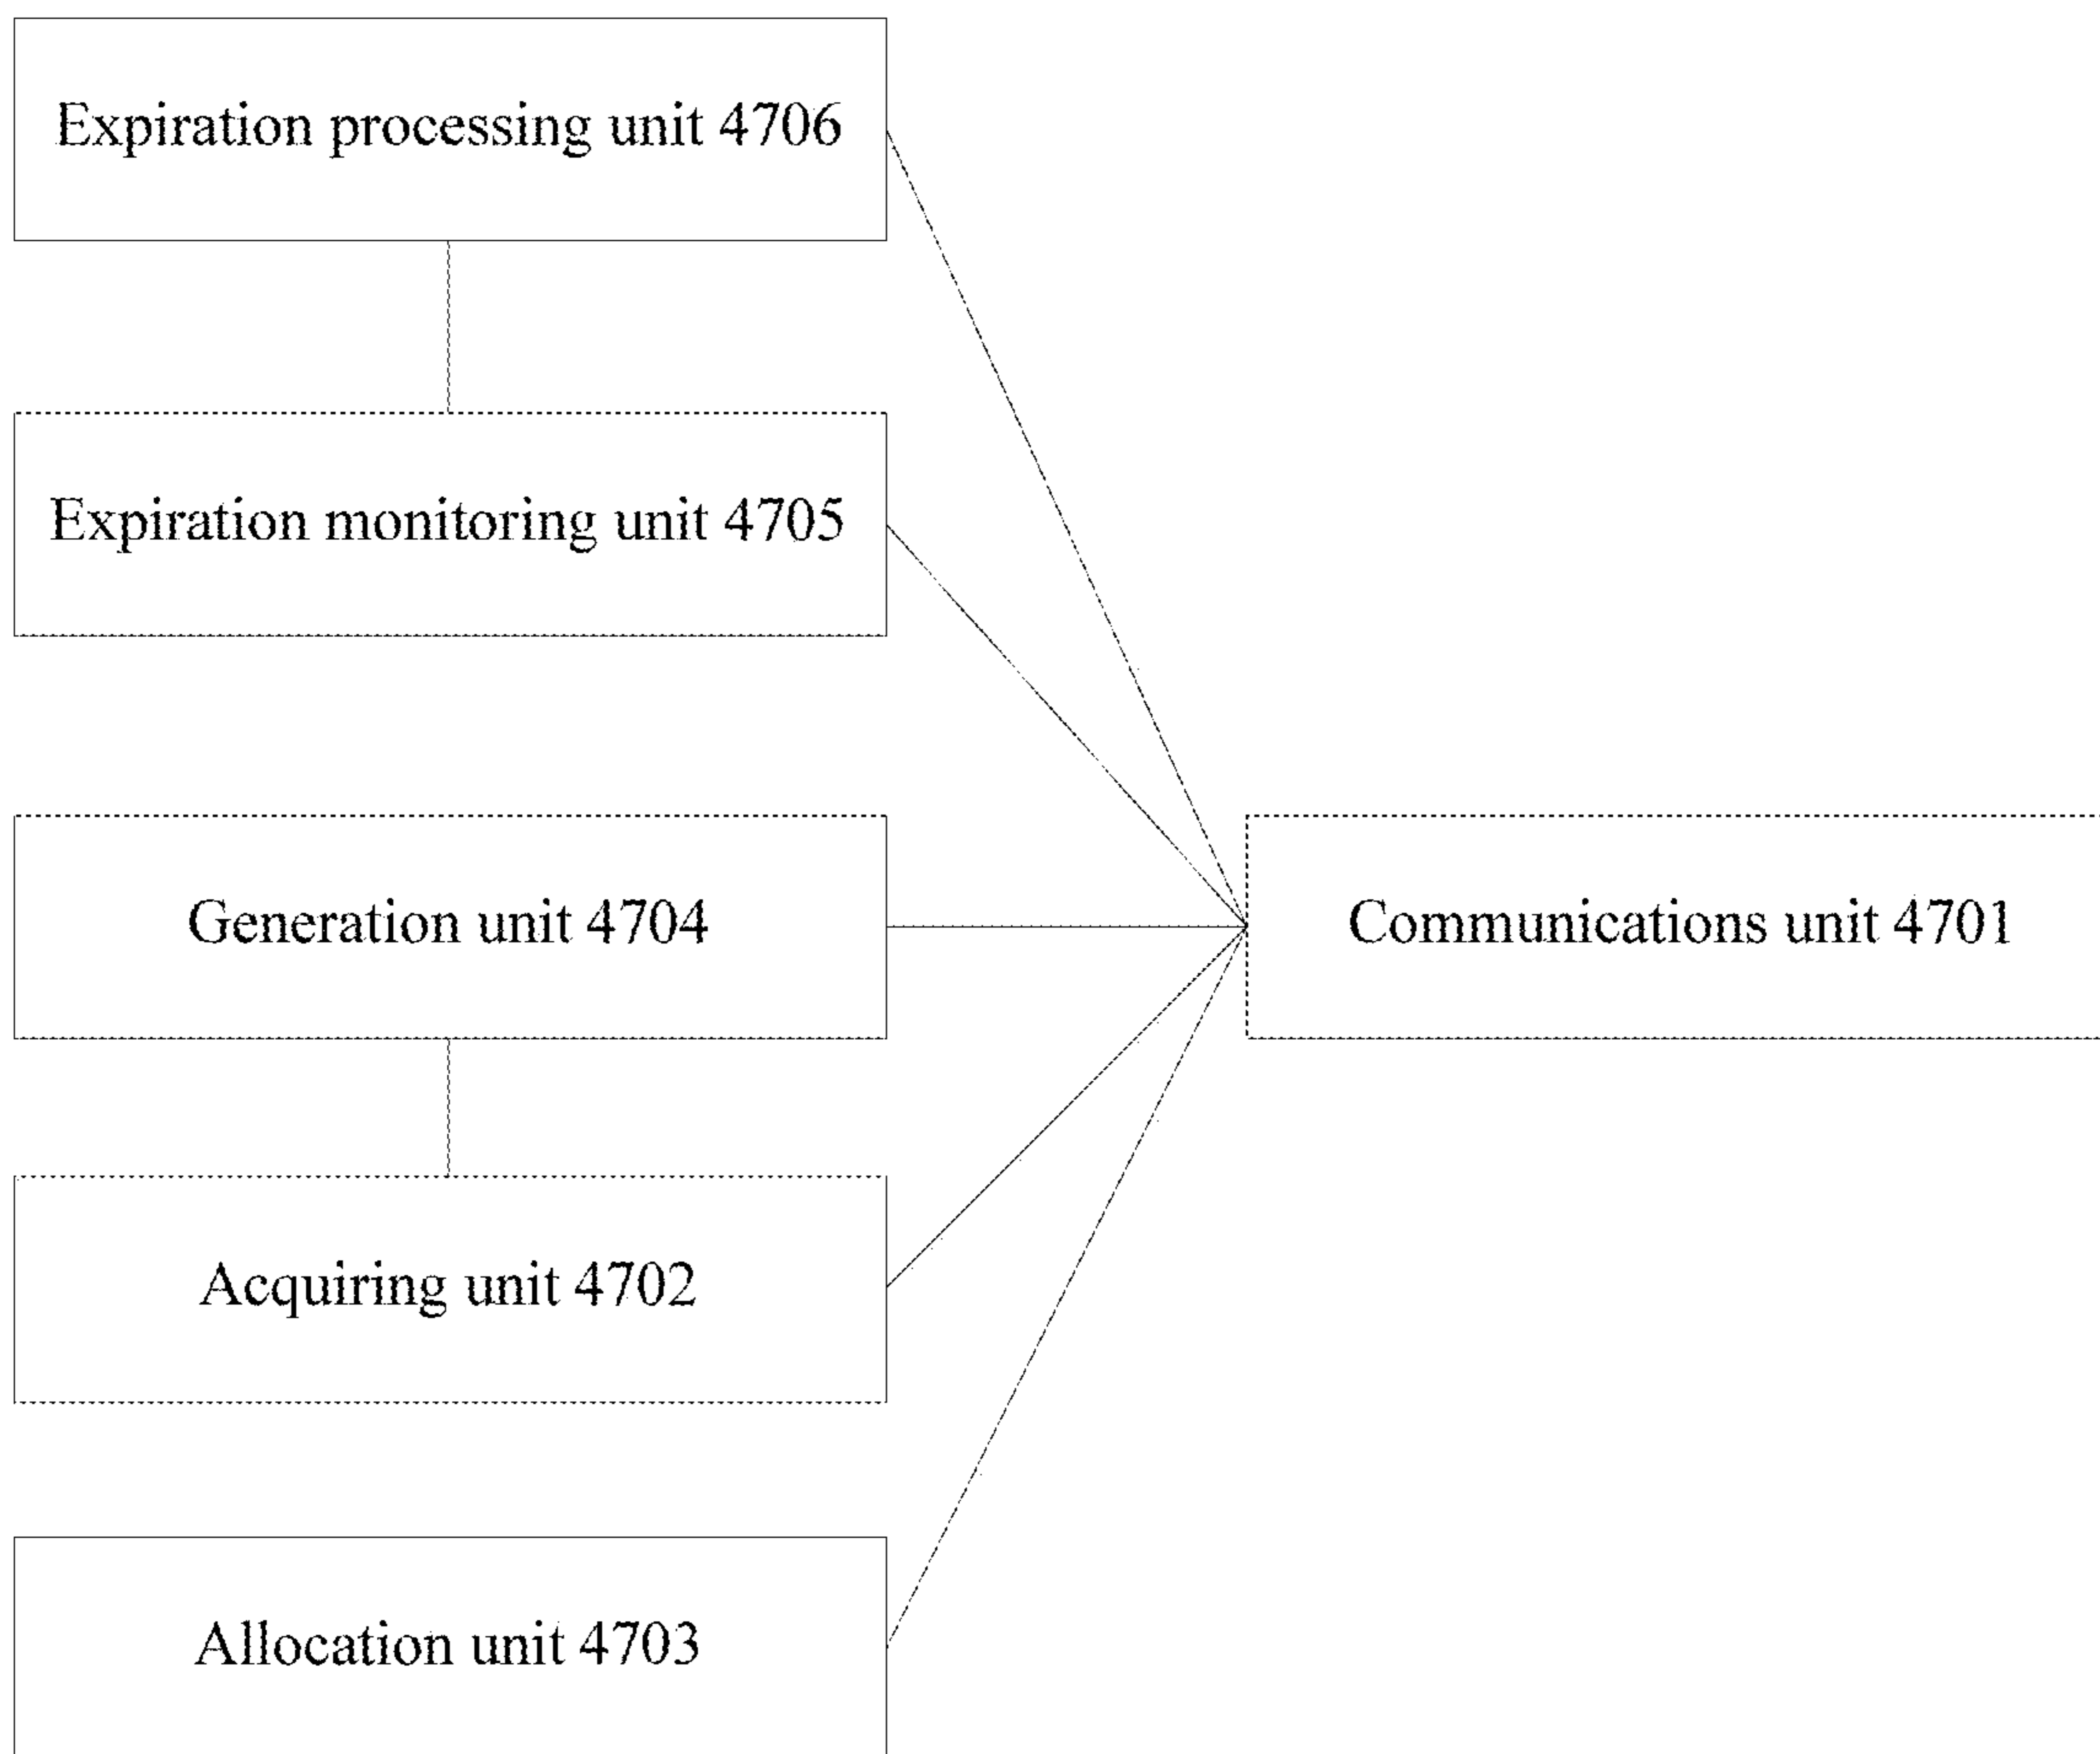 Expiration processing unit 4706
Expiration monitoring unit 4705
Generation unit 4704
Communications unit 4701
Acquiring unit 4702
Allocation unit 4703